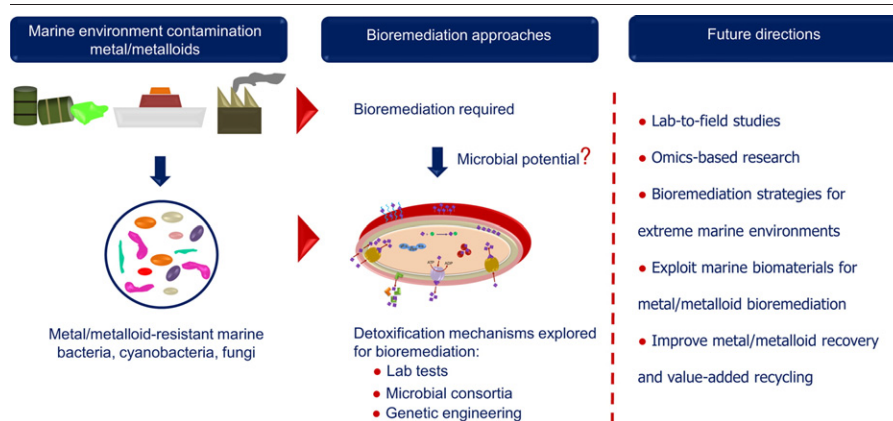 Marine environment contamination
metal/metalloids
Metal/metalloid-resistant marine
bacteria, cyanobacteria, fungi
Bioremediation approaches
Bioremediation required
Microbial potential?
Detoxification mechanisms explored
for bioremediation:
• Lab tests
• Microbial consortia
• Genetic engineering
Future directions
• Lab-to-field studies
• Omics-based research
• Bioremediation strategies for
extreme marine environments
• Exploit marine biomaterials for
metal/metalloid bioremediation
• Improve metal/metalloid recovery
and value-added recycling